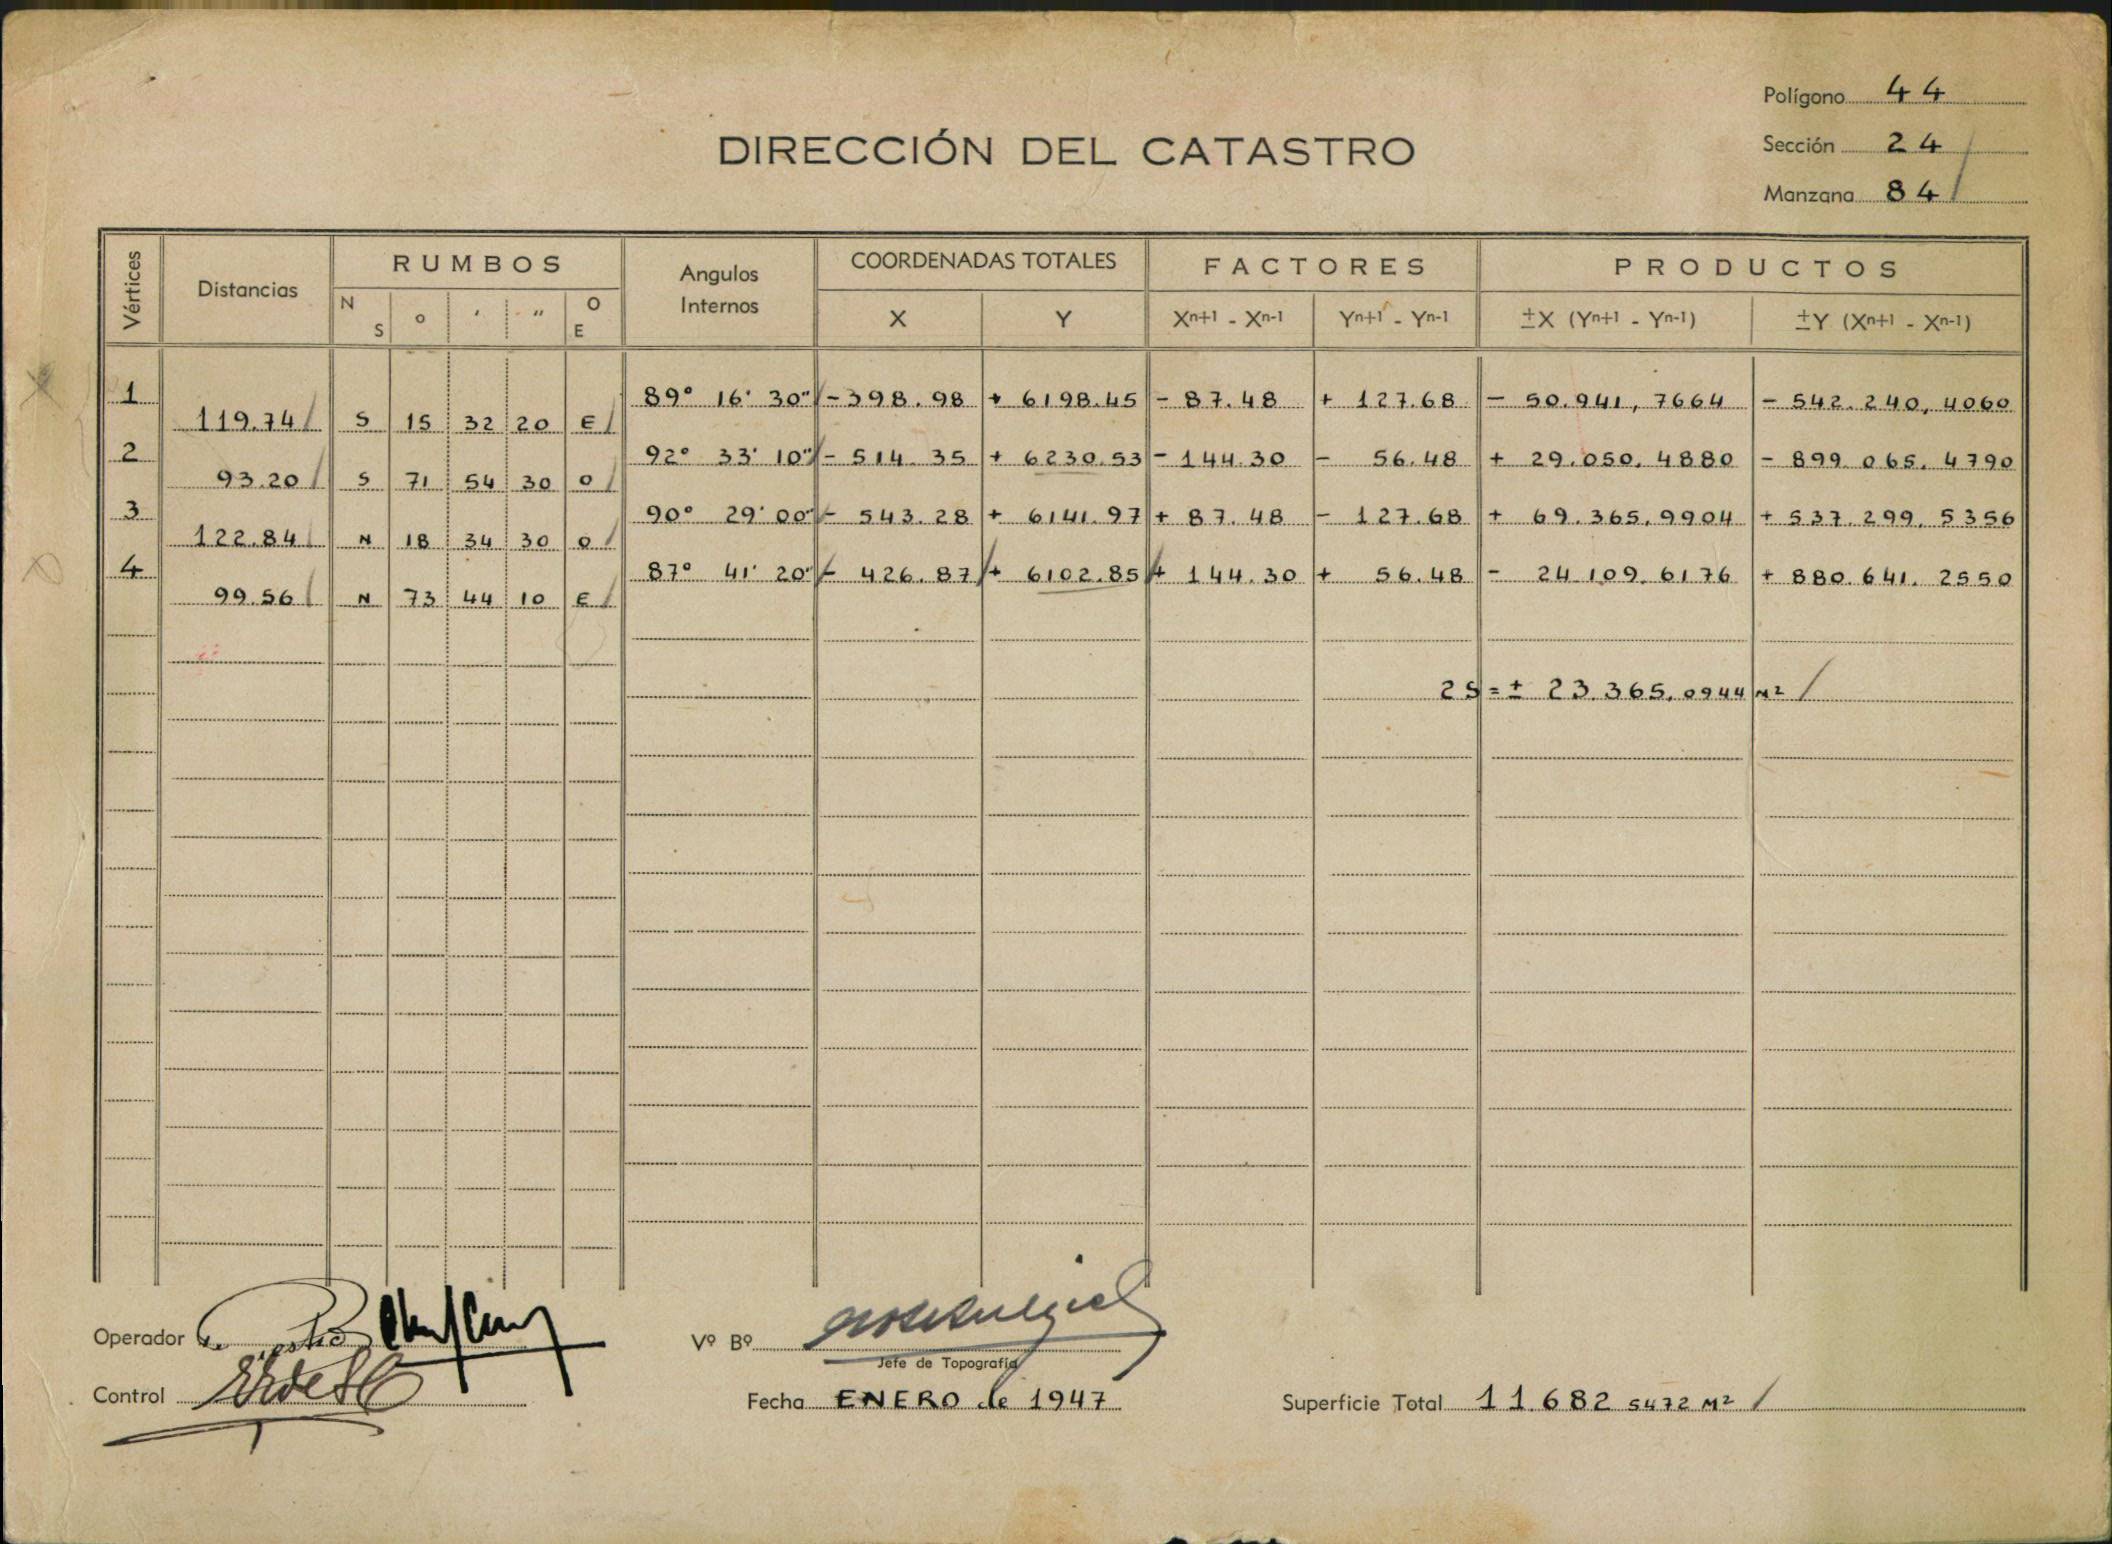 Polígono 44
DIRECCIÓN DEL CATASTRO
Sección 24
Manzana 84
Vértices Distancias RUMBOS Angulos Internos COORDENADAS TOTALES FACTORES PRODUCTOS
N S o ' " O E X Y Xn+1 - Xn-1 Yn+1 - Yn-1 ±X (Yn+1 - Yn-1) ±Y (Xn+1 - Xn-1)
1 89° 16' 30" -398.98 + 6198.45 - 87.48 + 127.68 - 50.941,7664 - 542.240,4060
119.74 S 15 32 20 E
2 92° 33' 10" - 514.35 + 6230.53 - 144.30 - 56.48 + 29.050,4880 - 899.065.4790
93.20 S 71 54 30 O
3 90° 29' 00" - 543.28 + 6141.97 + 87.48 - 127.68 + 69.365,9904 + 537.299,5356
122.84 N 18 34 30 O
4 87° 41' 20" - 426.87 + 6102.85 + 144.30 + 56.48 - 24.109,6176 + 880.641.2550
99.56 N 73 44 10 E
2S = ± 23.365,0944 M²
Operador
Vº Bº
Jefe de Topografía
Control
Fecha ENERO de 1947
Superficie Total 11.682 5472 M²